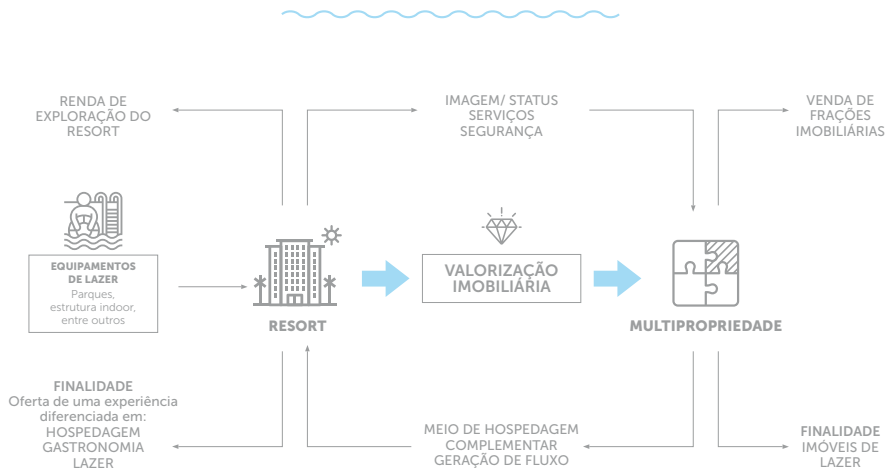 RENDA DE
EXPLORAÇÃO DO
RESORT
IMAGEM/ STATUS
SERVIÇOS
SEGURANÇA
VENDA DE
FRAÇÕES
IMOBILIÁRIAS
EQUIPAMENTOS
DE LAZER
Parques,
estrutura indoor,
entre outros
RESORT
VALORIZAÇÃO
IMOBILIÁRIA
MULTIPROPRIEDADE
FINALIDADE
Oferta de uma experiência
diferenciada em:
HOSPEDAGEM
GASTRONOMIA
LAZER
MEIO DE HOSPEDAGEM
COMPLEMENTAR
GERAÇÃO DE FLUXO
FINALIDADE
IMÓVEIS DE
LAZER